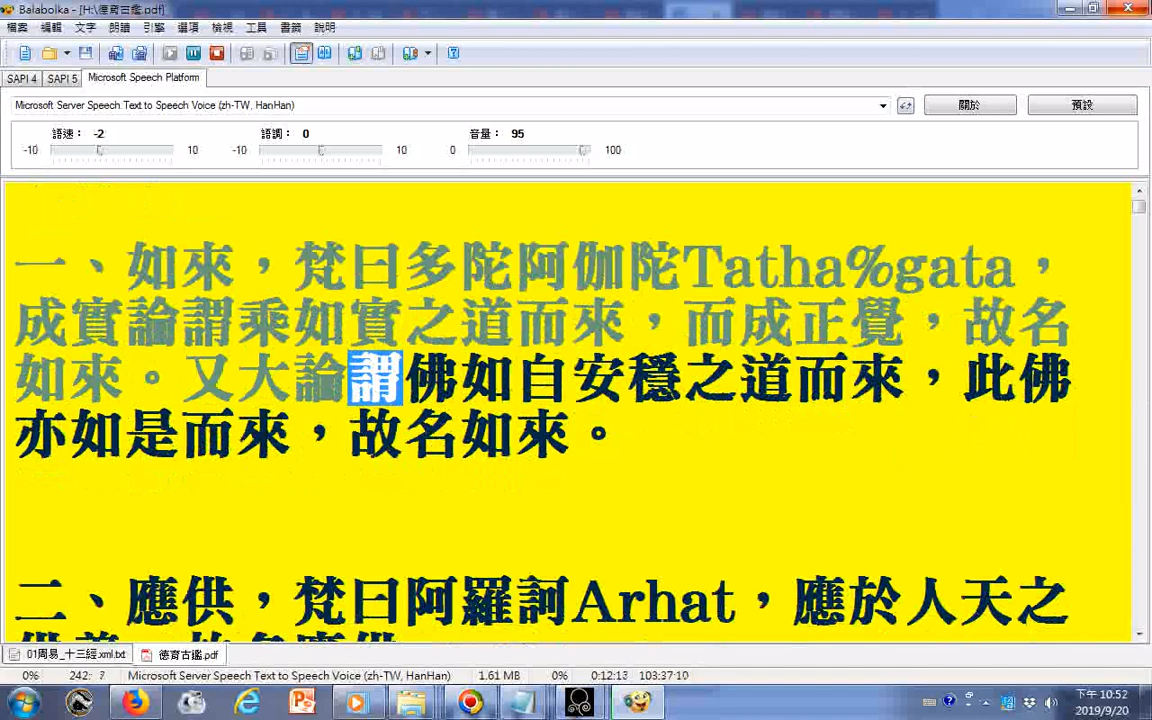 Balabolka - [H:\德育古鑑.pdf]
檔案 編輯 文字 朗讀 引擎 選項 檢視 工具 書籤 說明
SAPI 4 SAPI 5 Microsoft Speech Platform
Microsoft Server Speech Text to Speech Voice (zh-TW, HanHan) 關於 預設
語速： -2 語調： 0 音量： 95
-10 10 -10 10 0 100
一、如來，梵曰多陀阿伽陀Tatha%gata，
成實論謂乘如實之道而來，而成正覺，故名
如來。又大論謂佛如自安穩之道而來，此佛
亦如是而來，故名如來。
二、應供，梵曰阿羅訶Arhat，應於人天之
01周易_十三經.xml.txt 德育古鑑.pdf
0% 242: 7 Microsoft Server Speech Text to Speech Voice (zh-TW, HanHan) 1.61 MB 0% 0:12:13 103:37:10
下午 10:52
2019/9/20